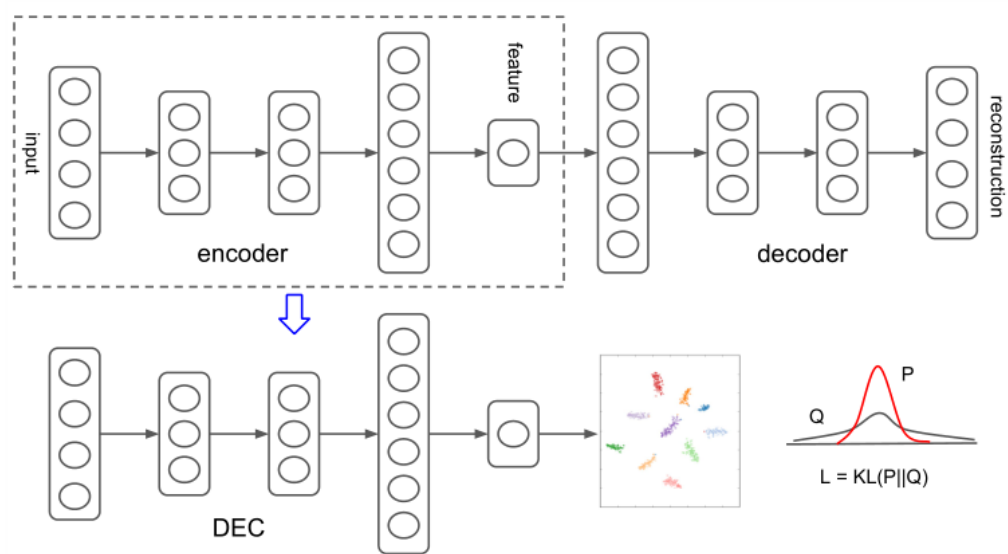 input
encoder
feature
decoder
reconstruction
DEC
Q
P
L = KL(P||Q)